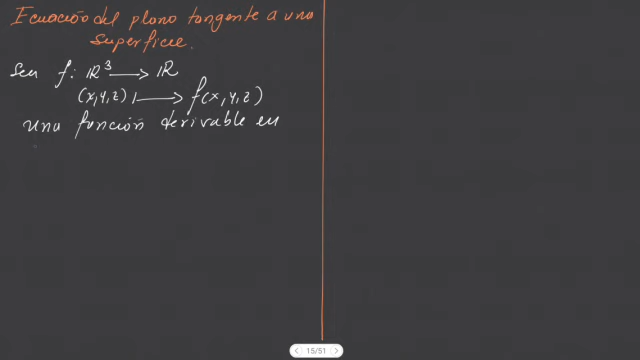 Ecuación del plano tangente a una
superficie.
Sea f: ℝ³ → ℝ
(x,y,z) ↦ f(x,y,z)
una función derivable en
15/51